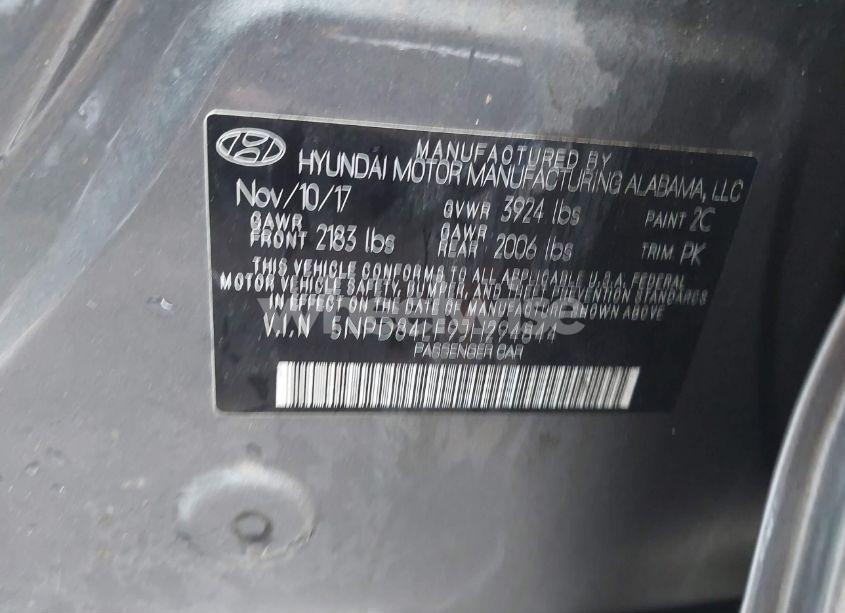 MANUFACTURED BY
HYUNDAI MOTOR MANUFACTURING ALABAMA, LLC
Nov/10/17 GVWR 3924 lbs PAINT 2C
GAWR FRONT 2183 lbs GAWR REAR 2006 lbs TRIM PK
THIS VEHICLE CONFORMS TO ALL APPLICABLE U.S.A. FEDERAL
MOTOR VEHICLE SAFETY, BUMPER, AND THEFT PREVENTION STANDARDS
IN EFFECT ON THE DATE OF MANUFACTURE SHOWN ABOVE.
V.I.N 5NPD84LF9JH294844
PASSENGER CAR